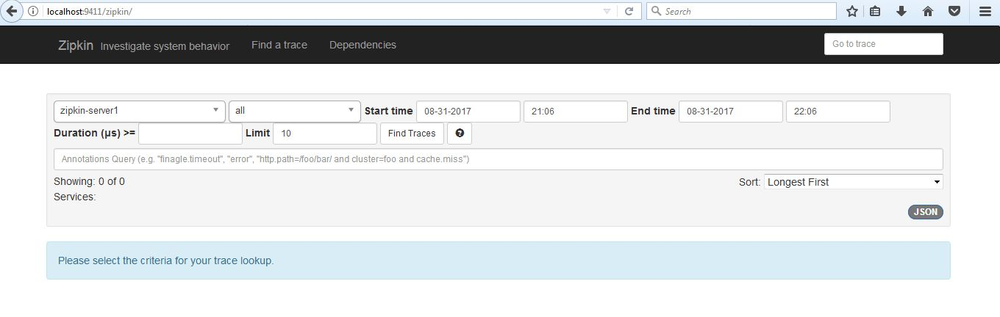 localhost:9411/zipkin/ Search
Zipkin Investigate system behavior Find a trace Dependencies Go to trace
zipkin-server1 all Start time 08-31-2017 21:06 End time 08-31-2017 22:06
Duration (μs) >= Limit 10 Find Traces
Annotations Query (e.g. "finagle.timeout", "error", "http.path=/foo/bar/ and cluster=foo and cache.miss")
Showing: 0 of 0 Sort: Longest First
Services:
JSON
Please select the criteria for your trace lookup.